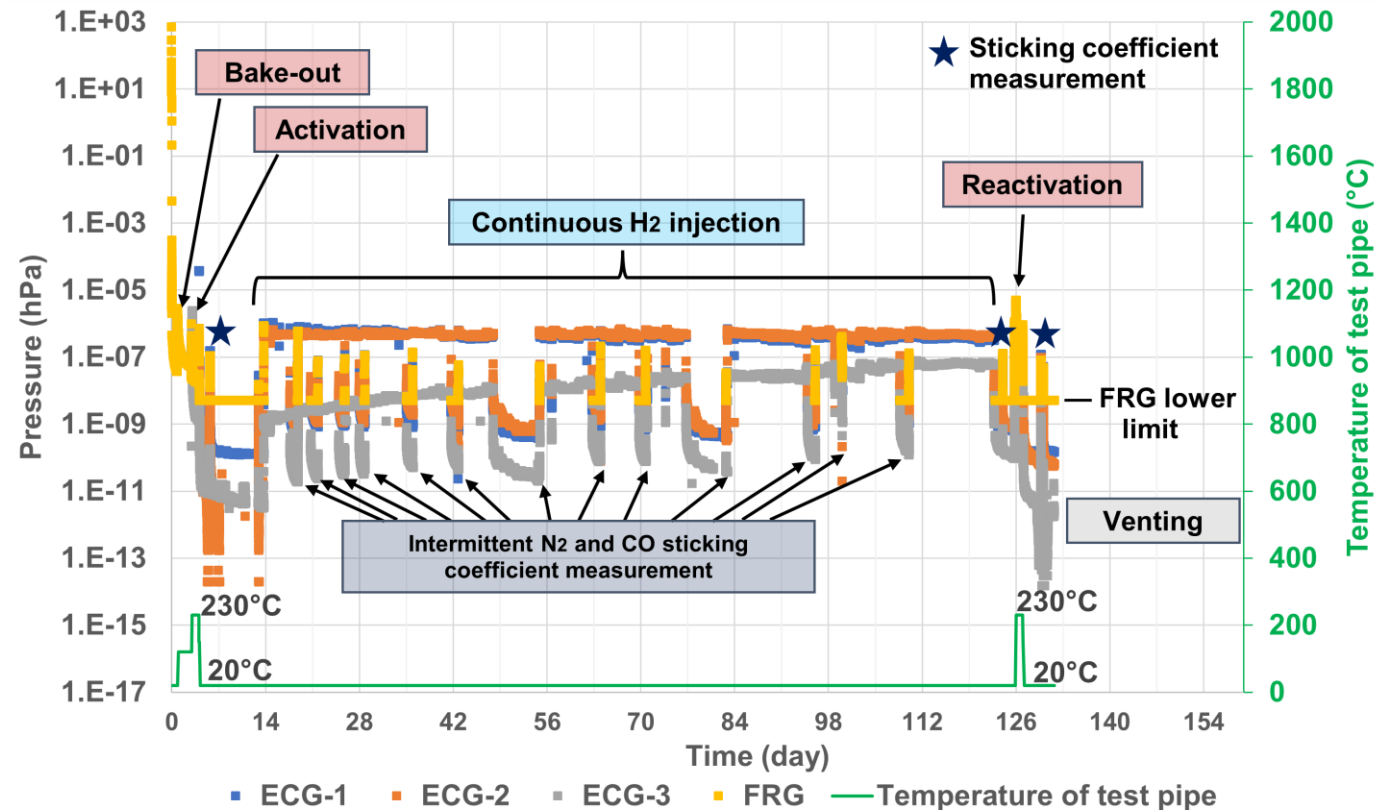 1.E+03
1.E+01
1.E-01
1.E-03
1.E-05
1.E-07
1.E-09
1.E-11
1.E-13
1.E-15
1.E-17
Pressure (hPa)
Bake-out
Activation
Continuous H2 injection
Sticking coefficient
measurement
Reactivation
FRG lower
limit
Venting
Intermittent N2 and CO sticking
coefficient measurement
230°C
20°C
230°C
20°C
2000
1800
1600
1400
1200
1000
800
600
400
200
0
Temperature of test pipe (°C)
0 14 28 42 56 70 84 98 112 126 140 154
Time (day)
ECG-1 ECG-2 ECG-3 FRG Temperature of test pipe